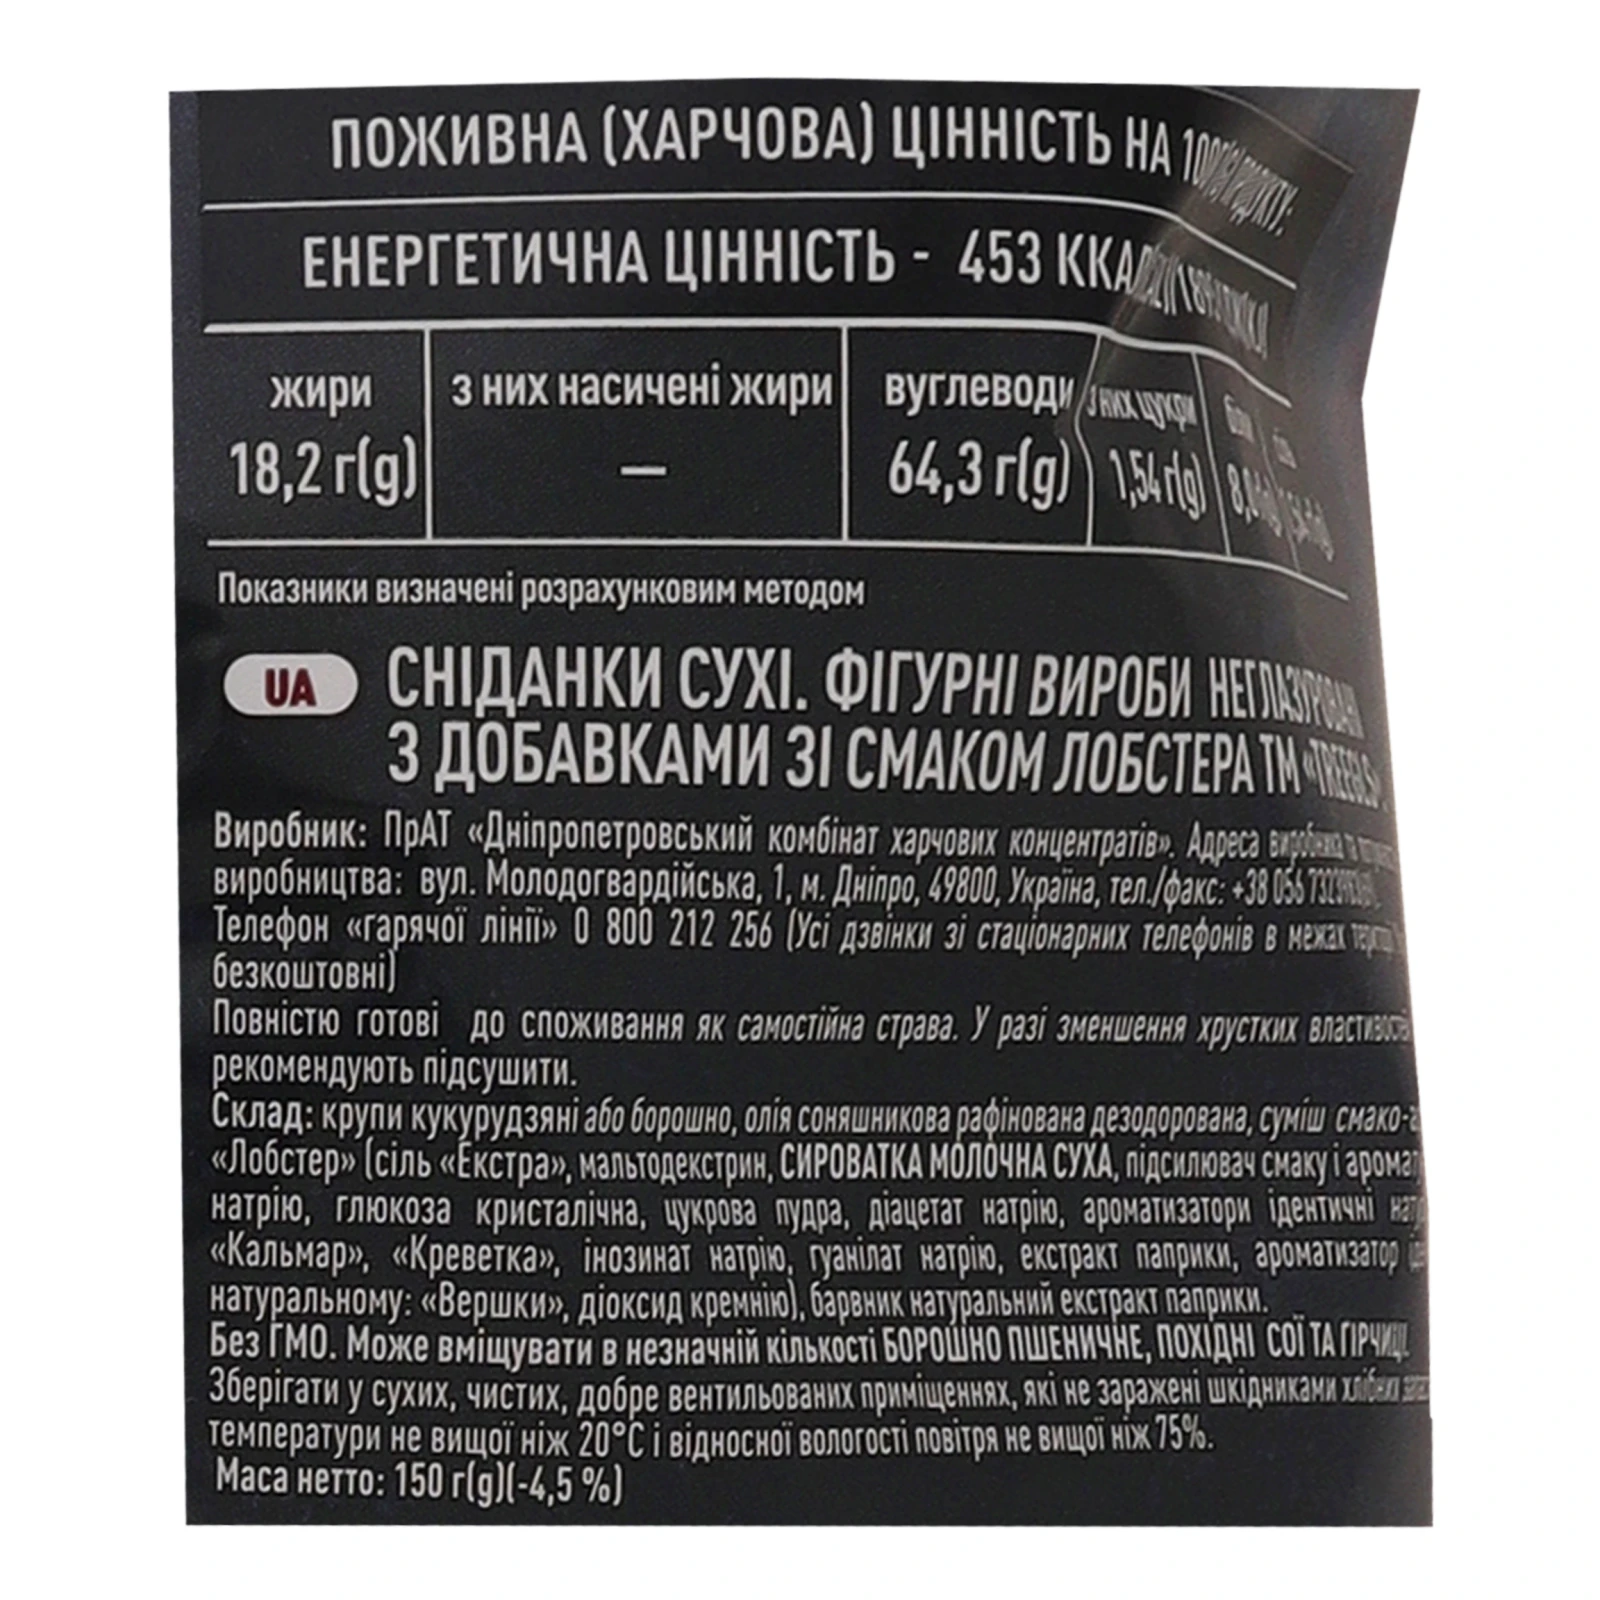 ПОЖИВНА (ХАРЧОВА) ЦІННІСТЬ НА
ЕНЕРГЕТИЧНА ЦІННІСТЬ - 453
жири з них насичені жири вуглеводи з них цукри
18,2 г(g) — 64,3 г(g) 1,54 г(g)
Показники визначені розрахунковим методом
UA СНІДАНКИ СУХІ. ФІГУРНІ ВИРОБИ НЕГЛАЗУРОВАНІ
З ДОБАВКАМИ ЗІ СМАКОМ ЛОБСТЕРА ТМ
Виробник: ПрАТ «Дніпропетровський комбінат харчових концентратів». Адреса виробника та
виробництва: вул. Молодогвардійська, 1, м. Дніпро, 49800, Україна, тел./факс: +38 056
Телефон «гарячої лінії» 0 800 212 256 (Усі дзвінки зі стаціонарних телефонів в межах
безкоштовні)
Повністю готові до споживання як самостійна страва. У разі зменшення хрустких
рекомендують підсушити.
Склад: крупи кукурудзяні або борошно, олія соняшникова рафінована дезодорована, суміш
«Лобстер» (сіль «Екстра», мальтодекстрин, СИРОВАТКА МОЛОЧНА СУХА, підсилювач смаку і
натрію, глюкоза кристалічна, цукрова пудра, діацетат натрію, ароматизатори ідентичні
«Кальмар», «Креветка», інозинат натрію, гуанілат натрію, екстракт паприки, ароматизатор
натуральному: «Вершки», діоксид кремнію), барвник натуральний екстракт паприки.
Без ГМО. Може вміщувати в незначній кількості БОРОШНО ПШЕНИЧНЕ, ПОХІДНІ СОЇ ТА ГІРЧИЦІ.
Зберігати у сухих, чистих, добре вентильованих приміщеннях, які не заражені шкідниками хлібних
температури не вищої ніж 20°C і відносної вологості повітря не вищої ніж 75%.
Маса нетто: 150 г(g)(-4,5 %)